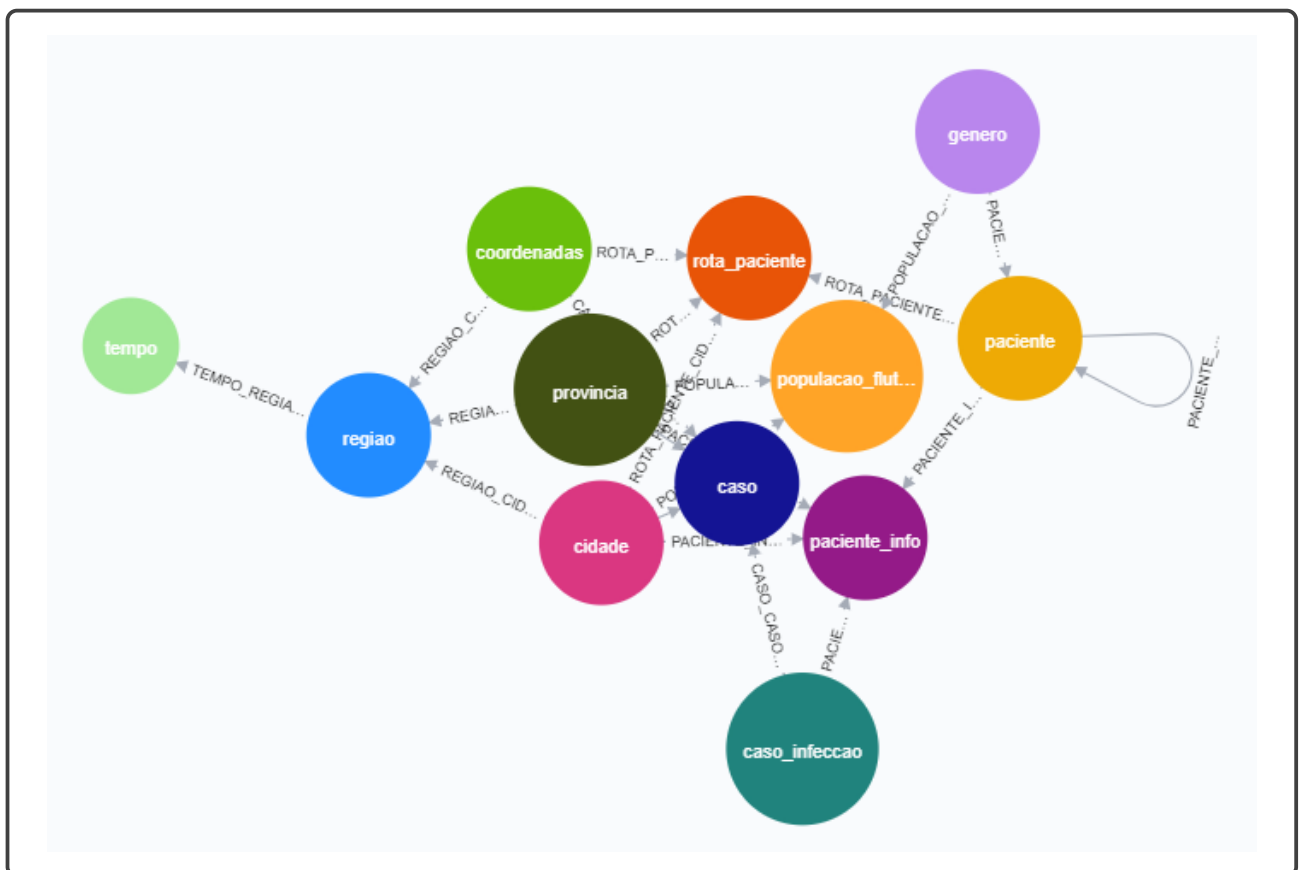 genero
coordenadas
ROTA_P...
rota_paciente
POPULACAO_...
PACIE...
ROTA_PACIENTE...
tempo
TEMPO_REGIA...
REGIAO_C...
provincia
ROT...
POPULA...
populacao_flut...
paciente
PACIENTE_...
regiao
REGIA...
ROTA_PACIENTE_CID...
caso
PACIENTE_I...
REGIAO_CID...
cidade
paciente_info
CASO_CASO...
PACIE...
caso_infeccao